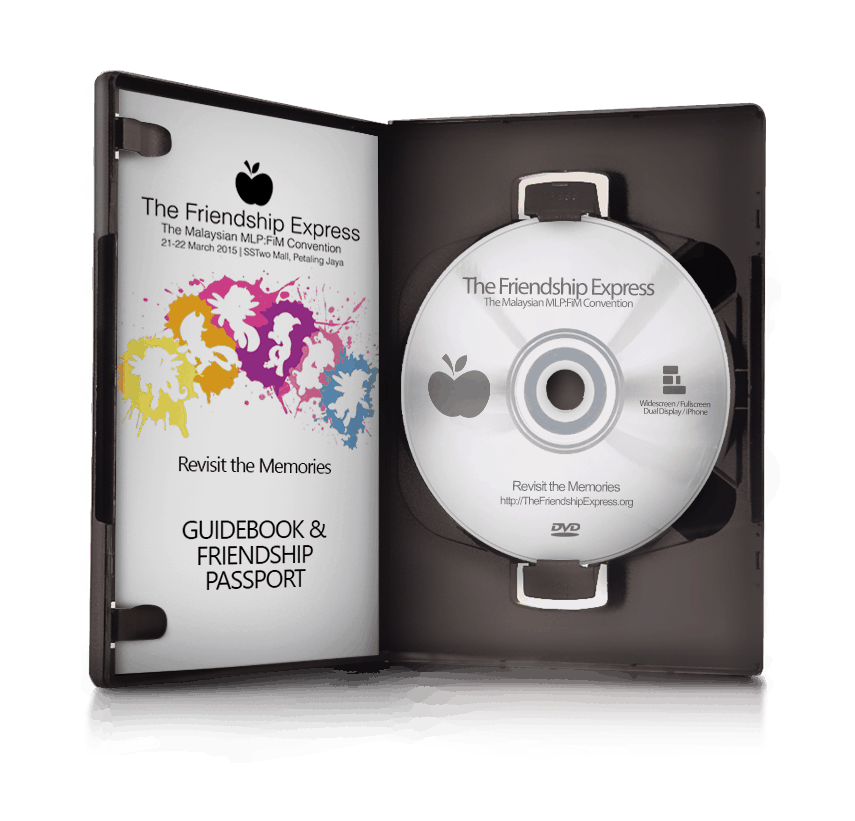 The Friendship Express
The Malaysian MLP:FiM Convention
21-22 March 2015 | SSTwo Mall, Petaling Jaya
Revisit the Memories
GUIDEBOOK &
FRIENDSHIP
PASSPORT
The Friendship Express
The Malaysian MLP:FiM Convention
Widescreen / Fullscreen
Dual Display / iPhone
Revisit the Memories
http://TheFriendshipExpress.org
DVD